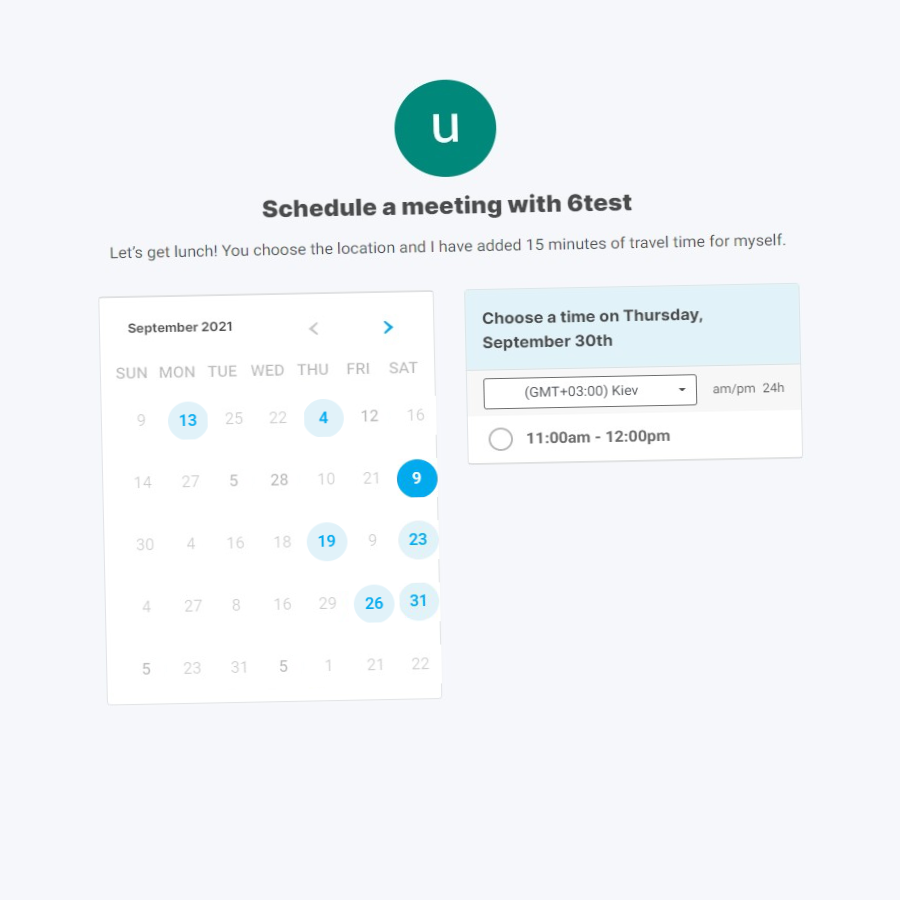 u
Schedule a meeting with 6test
Let's get lunch! You choose the location and I have added 15 minutes of travel time for myself.
September 2021
SUN MON TUE WED THU FRI SAT
9 13 25 22 4 12 16
14 27 5 28 10 21 9
30 4 16 18 19 9 23
4 27 8 16 29 26 31
5 23 31 5 1 21 22
Choose a time on Thursday,
September 30th
(GMT+03:00) Kiev am/pm 24h
11:00am - 12:00pm